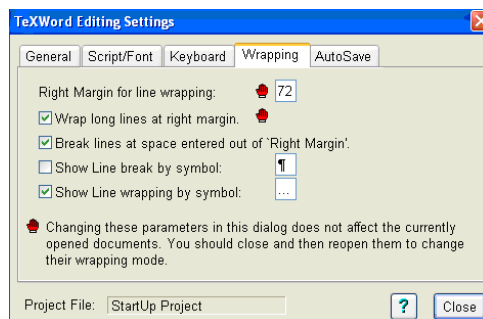 TeXWord Editing Settings
General Script/Font Keyboard Wrapping AutoSave
Right Margin for line wrapping: 72
Wrap long lines at right margin.
Break lines at space entered out of `Right Margin'.
Show Line break by symbol: ¶
Show Line wrapping by symbol: ...
Changing these parameters in this dialog does not affect the currently
opened documents. You should close and then reopen them to change
their wrapping mode.
Project File: StartUp Project ? Close